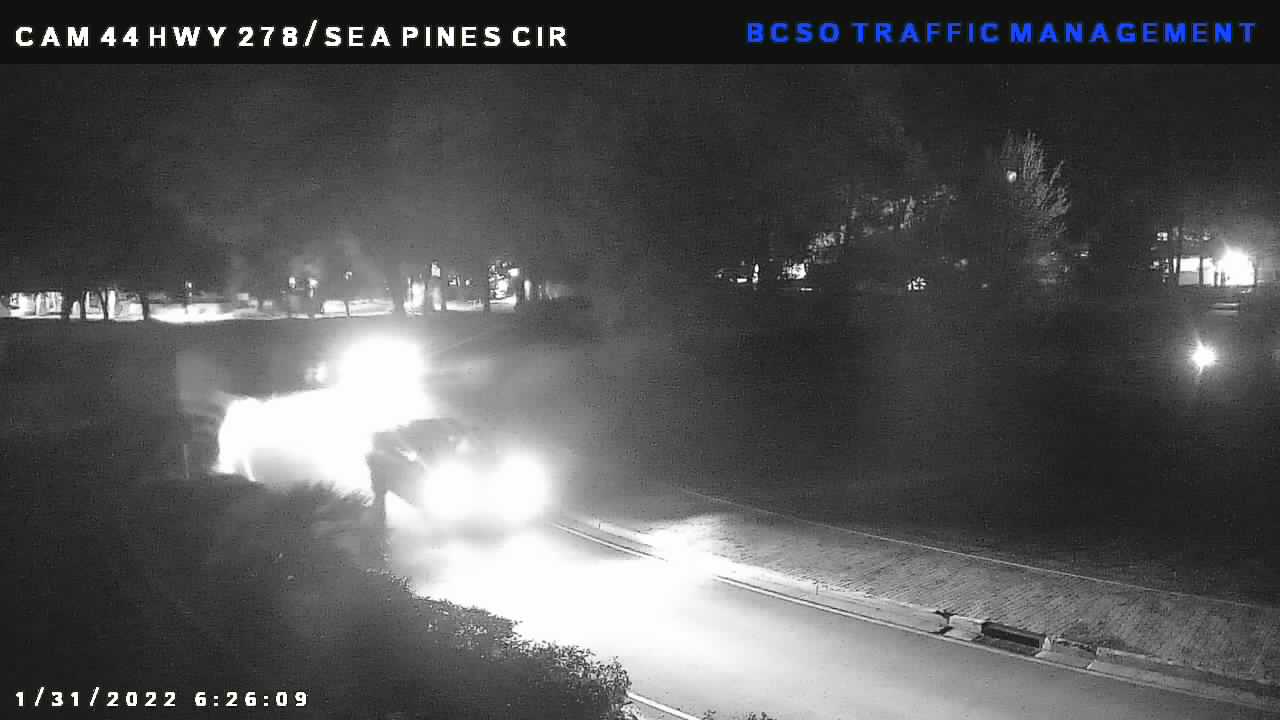 CAM 44 HWY 278/SEA PINES CIR
BCSO TRAFFIC MANAGEMENT
1/31/2022 6:26:09